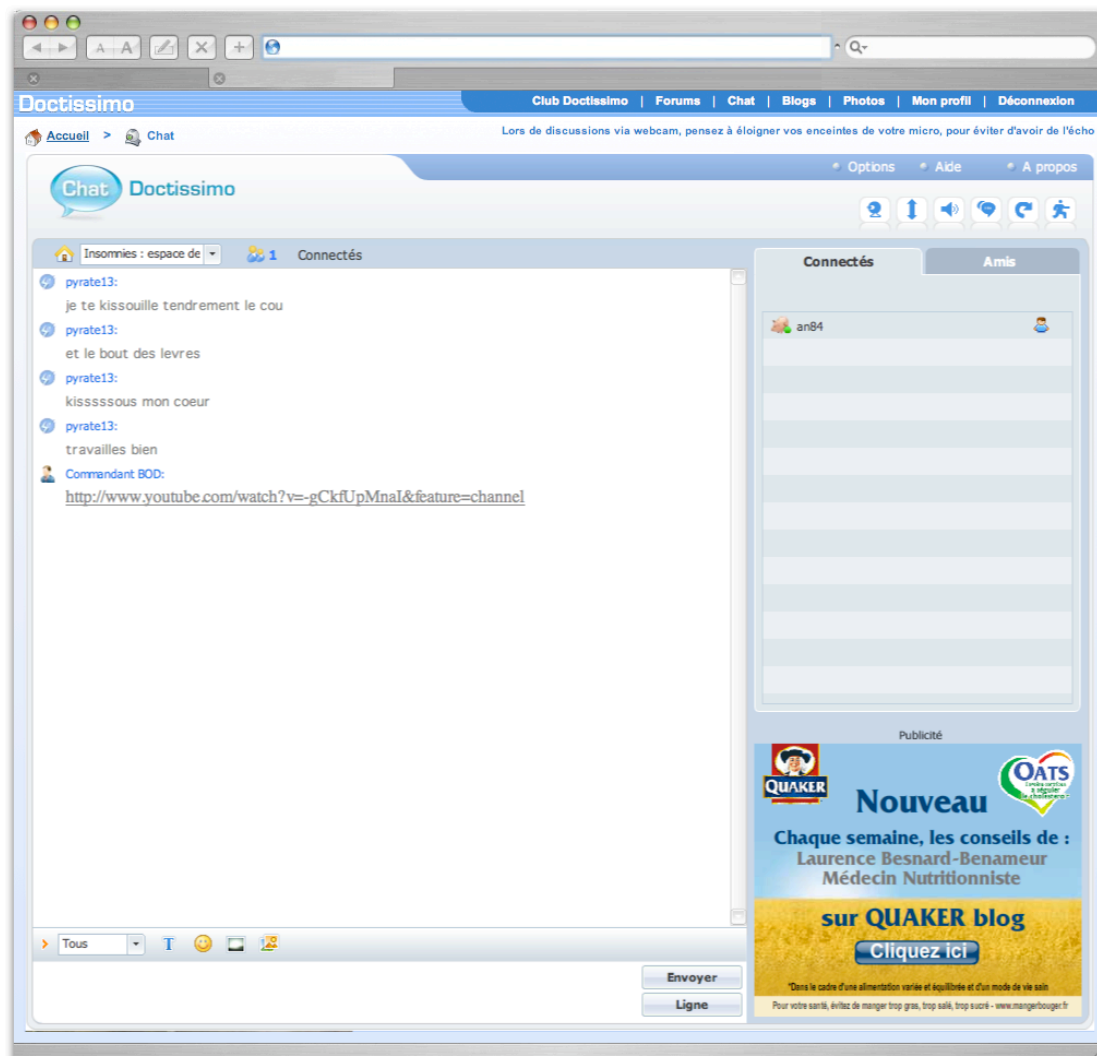 A A
Doctissimo
Club Doctissimo | Forums | Chat | Blogs | Photos | Mon profil | Déconnexion
Accueil > Chat
Lors de discussions via webcam, pensez à éloigner vos enceintes de votre micro, pour éviter d'avoir de l'écho
Options Aide A propos
Chat Doctissimo
Insomnies : espace de
1 Connectés
pyrate13:
je te kissouille tendrement le cou
pyrate13:
et le bout des levres
pyrate13:
kisssssous mon coeur
pyrate13:
travailles bien
Commandant BOD:
http://www.youtube.com/watch?v=-gCkfUpMnaI&feature=channel
Connectés Amis
an84
Publicité
QUAKER
OATS
Nouveau
Chaque semaine, les conseils de :
Laurence Besnard-Benameur
Médecin Nutritionniste
sur QUAKER blog
Cliquez ici
*Dans le cadre d'une alimentation variée et équilibrée et d'un mode de vie sain
Pour votre santé, évitez de manger trop gras, trop salé, trop sucré - www.mangerbouger.fr
Tous T
Envoyer
Ligne